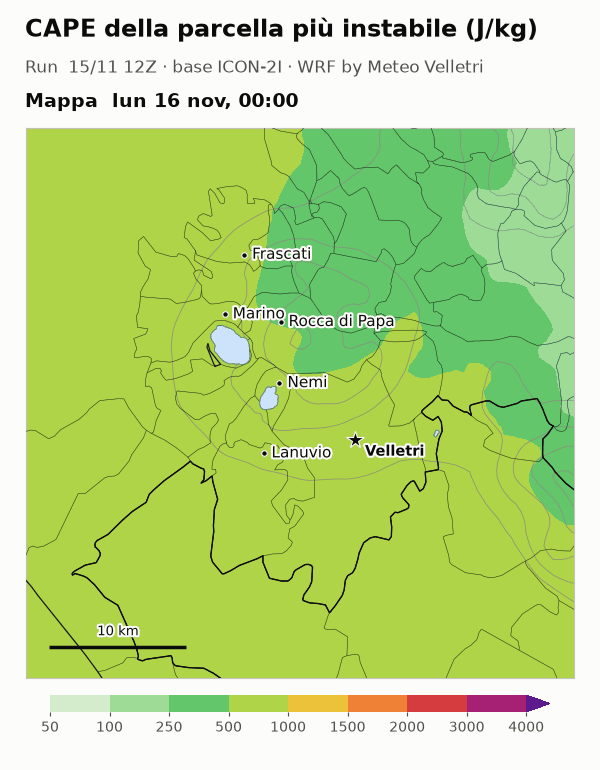 CAPE della parcella più instabile (J/kg)
Run  15/11 12Z · base ICON-2I · WRF by Meteo Velletri
Mappa  lun 16 nov, 00:00
Frascati
Marino
Rocca di Papa
Nemi
Velletri
Lanuvio
10 km
50 100 250 500 1000 1500 2000 3000 4000